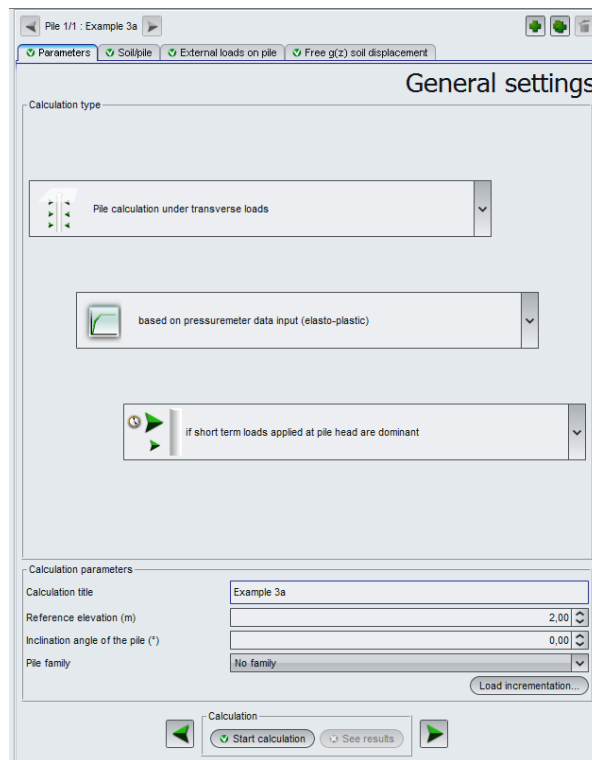 Pile 1/1 : Example 3a
Parameters Soil/pile External loads on pile Free g(z) soil displacement
General settings
Calculation type
Pile calculation under transverse loads
based on pressuremeter data input (elasto-plastic)
if short term loads applied at pile head are dominant
Calculation parameters
Calculation title Example 3a
Reference elevation (m) 2,00
Inclination angle of the pile (°) 0,00
Pile family No family
Load incrementation...
Calculation
Start calculation See results